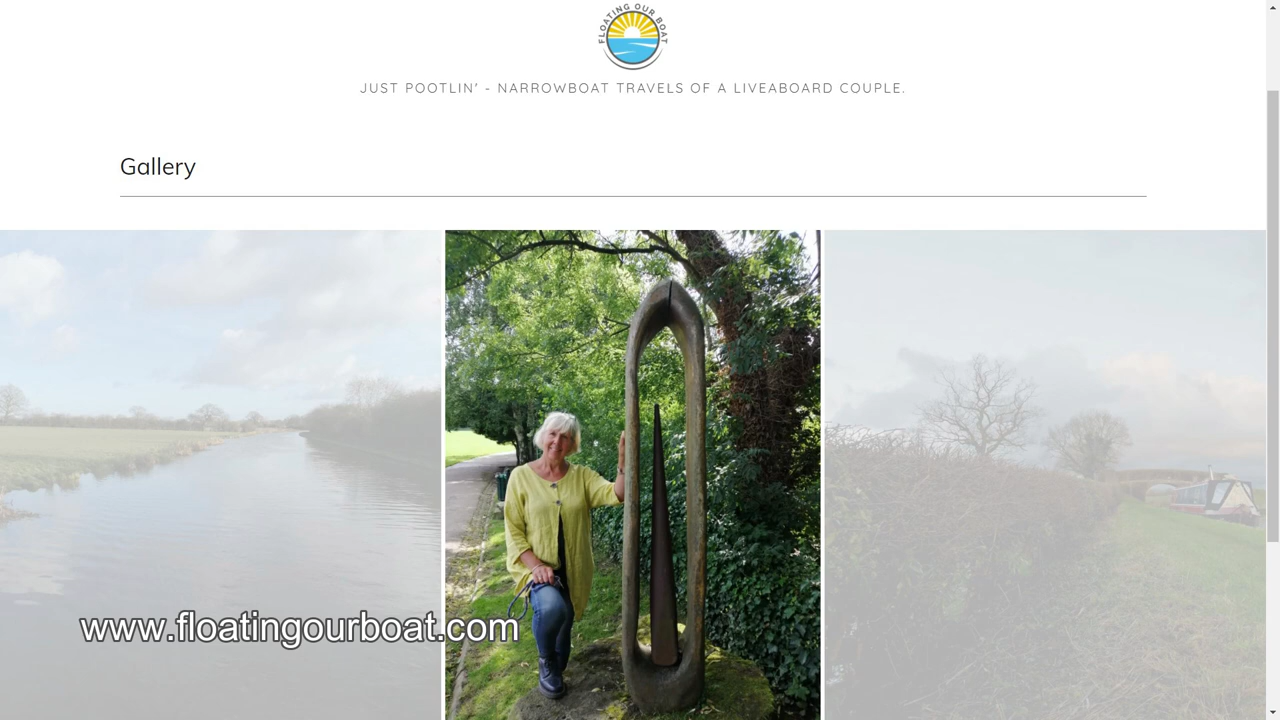 FLOATING OUR BOAT
JUST POOTLIN' - NARROWBOAT TRAVELS OF A LIVEABOARD COUPLE.
Gallery
www.floatingourboat.com